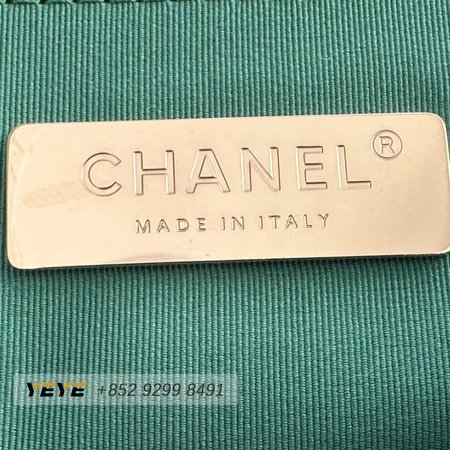 CHANEL®
MADE IN ITALY
YEYE +852 9299 8491